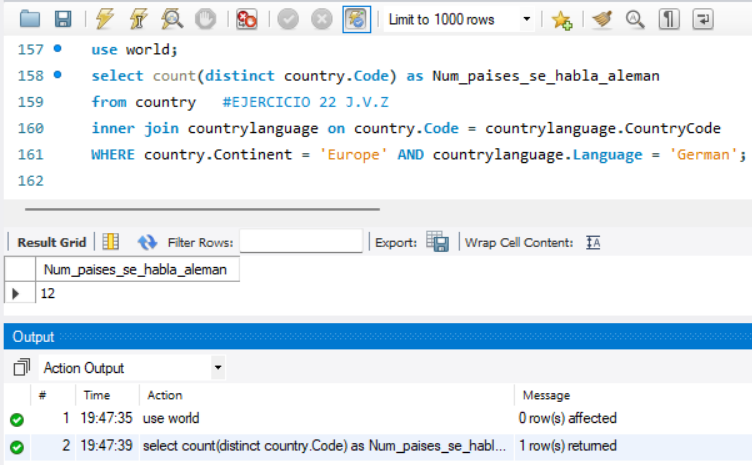 Limit to 1000 rows
157 use world;
158 select count(distinct country.Code) as Num_paises_se_habla_aleman
159 from country #EJERCICIO 22 J.V.Z
160 inner join countrylanguage on country.Code = countrylanguage.CountryCode
161 WHERE country.Continent = 'Europe' AND countrylanguage.Language = 'German';
162
Result Grid Filter Rows: Export: Wrap Cell Content: IA
Num_paises_se_habla_aleman
12
Output
Action Output
# Time Action Message
1 19:47:35 use world 0 row(s) affected
2 19:47:39 select count(distinct country.Code) as Num_paises_se_habl... 1 row(s) returned